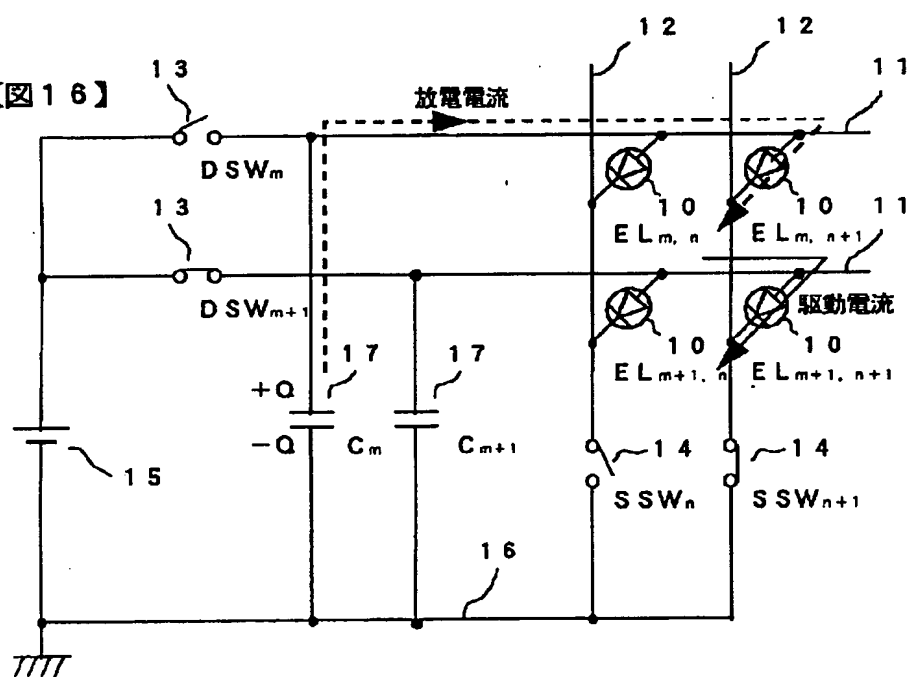 【図１６】
１２ １２
１３ １１
放電電流
ＤＳＷm
１３ １０ １０ １１
ＥＬm, n ＥＬm, n+1
ＤＳＷm+1
駆動電流
１７ １７ １０ １０
ＥＬm+1, n ＥＬm+1, n+1
＋Ｑ
－Ｑ Ｃm Ｃm+1 １４ １４
１５
ＳＳＷn ＳＳＷn+1
１６